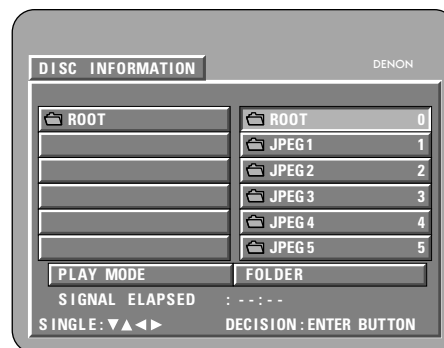 DISC INFORMATION
DENON
ROOT
ROOT 0
JPEG1 1
JPEG2 2
JPEG3 3
JPEG4 4
JPEG5 5
PLAY MODE FOLDER
SIGNAL ELAPSED : --:--
SINGLE:▼▲◄► DECISION:ENTER BUTTON